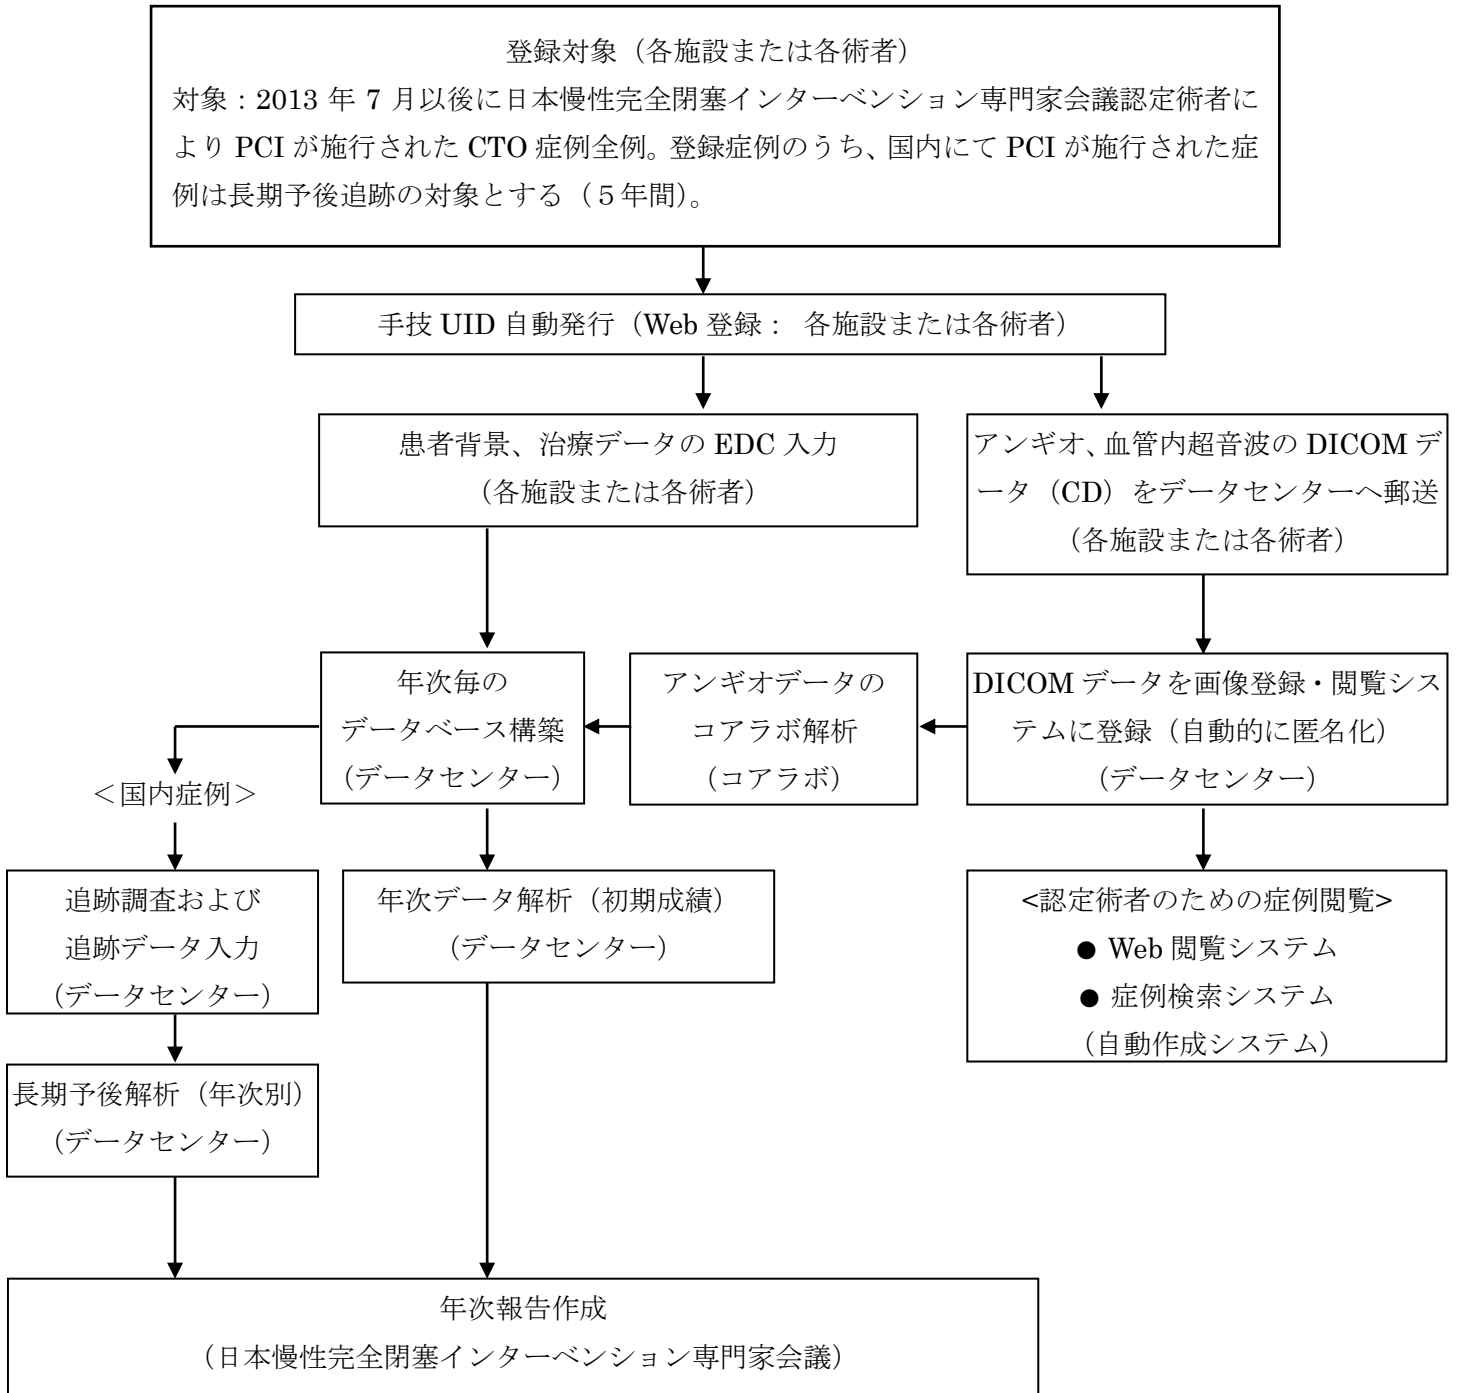 登録対象（各施設または各術者）
対象：2013 年 7 月以後に日本慢性完全閉塞インターベンション専門家会議認定術者に
より PCI が施行された CTO 症例全例。登録症例のうち、国内にて PCI が施行された症
例は長期予後追跡の対象とする（５年間）。
手技 UID 自動発行（Web 登録： 各施設または各術者）
患者背景、治療データの EDC 入力
（各施設または各術者）
アンギオ、血管内超音波の DICOM デ
ータ（CD）をデータセンターへ郵送
（各施設または各術者）
年次毎の
データベース構築
（データセンター）
アンギオデータの
コアラボ解析
（コアラボ）
DICOM データを画像登録・閲覧シス
テムに登録（自動的に匿名化）
（データセンター）
＜国内症例＞
追跡調査および
追跡データ入力
（データセンター）
年次データ解析（初期成績）
（データセンター）
<認定術者のための症例閲覧>
● Web 閲覧システム
● 症例検索システム
（自動作成システム）
長期予後解析（年次別）
（データセンター）
年次報告作成
（日本慢性完全閉塞インターベンション専門家会議）